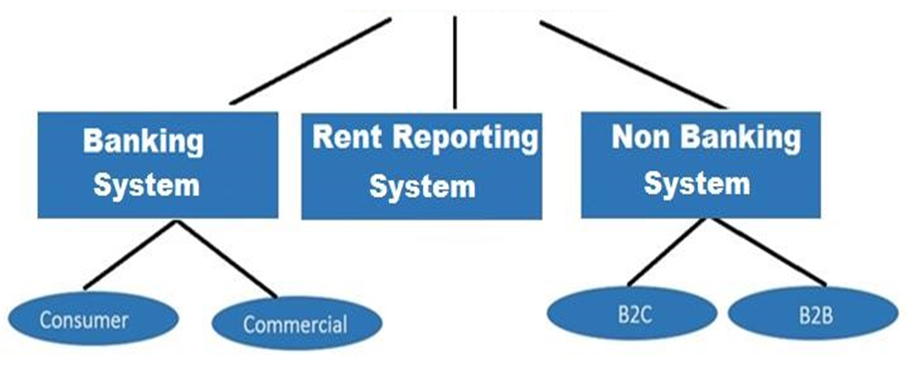 Banking
System
Rent Reporting
System
Non Banking
System
Consumer
Commercial
B2C
B2B